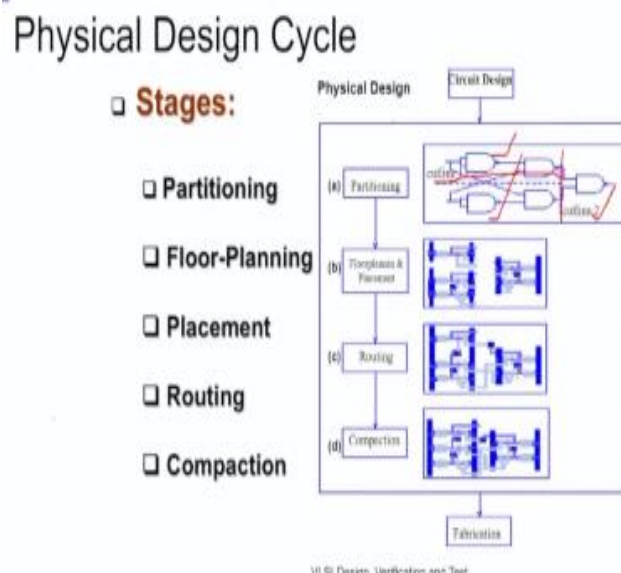 Physical Design Cycle
Stages:
Partitioning
Floor-Planning
Placement
Routing
Compaction
Physical Design
Circuit Design
(a) Partitioning
cutline
cutline 2
(b) Floorplanning &
Placement
(c) Routing
(d) Compaction
Fabrication
VLSI Design, Verification and Test